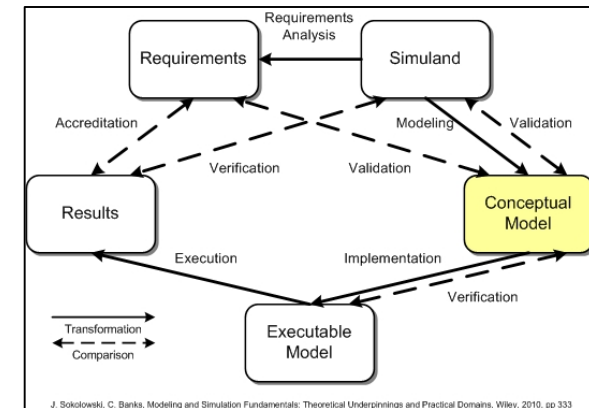 Requirements
Analysis
Requirements
Simuland
Accreditation
Modeling
Validation
Verification
Validation
Results
Conceptual
Model
Execution
Implementation
Verification
Executable
Model
Transformation
Comparison
J. Sokolowski, C. Banks, Modeling and Simulation Fundamentals: Theoretical Underpinnings and Practical Domains, Wiley, 2010, pp 333